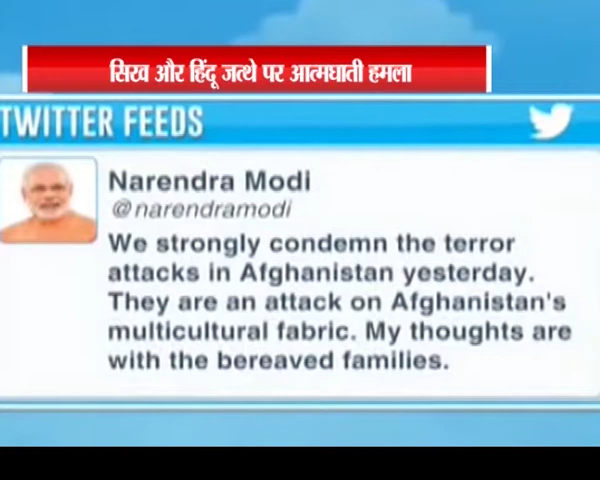 सिख और हिंदू जत्थे पर आत्मघाती हमला
TWITTER FEEDS
Narendra Modi
@narendramodi
We strongly condemn the terror
attacks in Afghanistan yesterday.
They are an attack on Afghanistan's
multicultural fabric. My thoughts are
with the bereaved families.